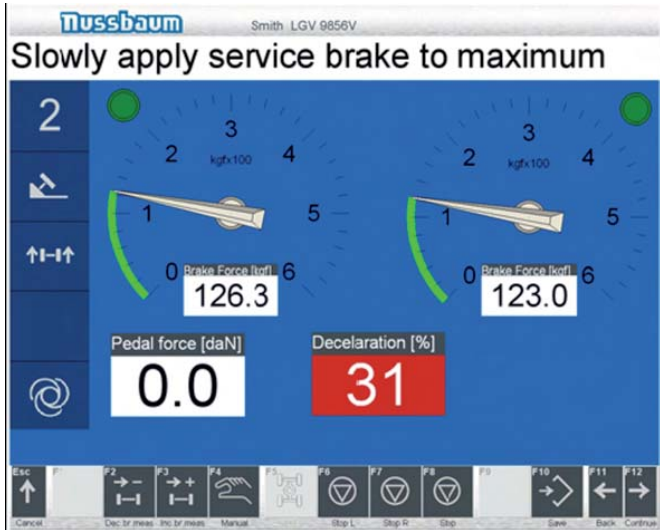 Nussbaum Smith LGV 9856V
Slowly apply service brake to maximum
2
0 1 2 3 4 5 6
kgfx100
Brake Force [kgf]
126.3
0 1 2 3 4 5 6
kgfx100
Brake Force [kgf]
123.0
Pedal force [daN]
0.0
Decelaration [%]
31
Esc F1 F2 F3 F4 F5 F6 F7 F8 F9 F10 F11 F12
Cancel Dec br.meas Inc br.meas Manual Stop L Stop R Stop Save Back Continue